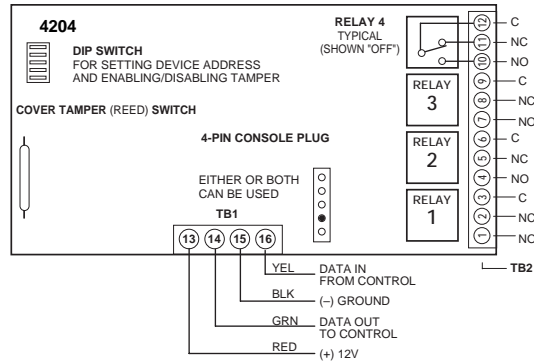 4204
DIP SWITCH
FOR SETTING DEVICE ADDRESS
AND ENABLING/DISABLING TAMPER
COVER TAMPER (REED) SWITCH
4-PIN CONSOLE PLUG
EITHER OR BOTH
CAN BE USED
TB1
13 14 15 16
RELAY 4
TYPICAL
(SHOWN "OFF")
RELAY
3
RELAY
2
RELAY
1
12 C
11 NC
10 NO
9 C
8 NC
7 NO
6 C
5 NC
4 NO
3 C
2 NC
1 NO
TB2
YEL DATA IN
FROM CONTROL
BLK (–) GROUND
GRN DATA OUT
TO CONTROL
RED (+) 12V